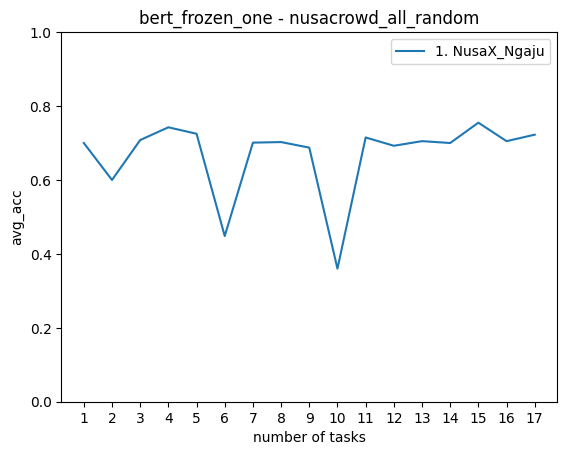 bert_frozen_one - nusacrowd_all_random
1. NusaX_Ngaju
avg_acc
1.0
0.8
0.6
0.4
0.2
0.0
1 2 3 4 5 6 7 8 9 10 11 12 13 14 15 16 17
number of tasks